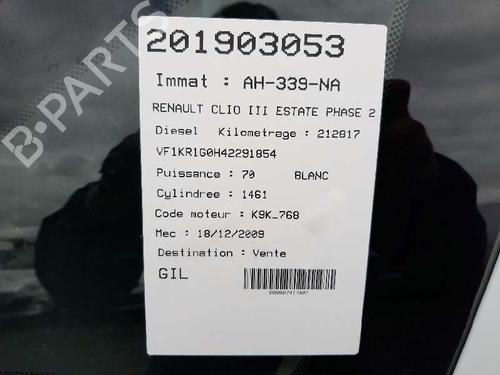 201903053
Immat : AH-339-NA
RENAULT CLIO III ESTATE PHASE 2
Diesel Kilometrage : 212817
VF1KR1G0H42291854
Puissance : 70 BLANC
Cylindree : 1461
Code moteur : K9K_768
Mec : 18/12/2009
Destination : Vente
GIL
B-PARTS